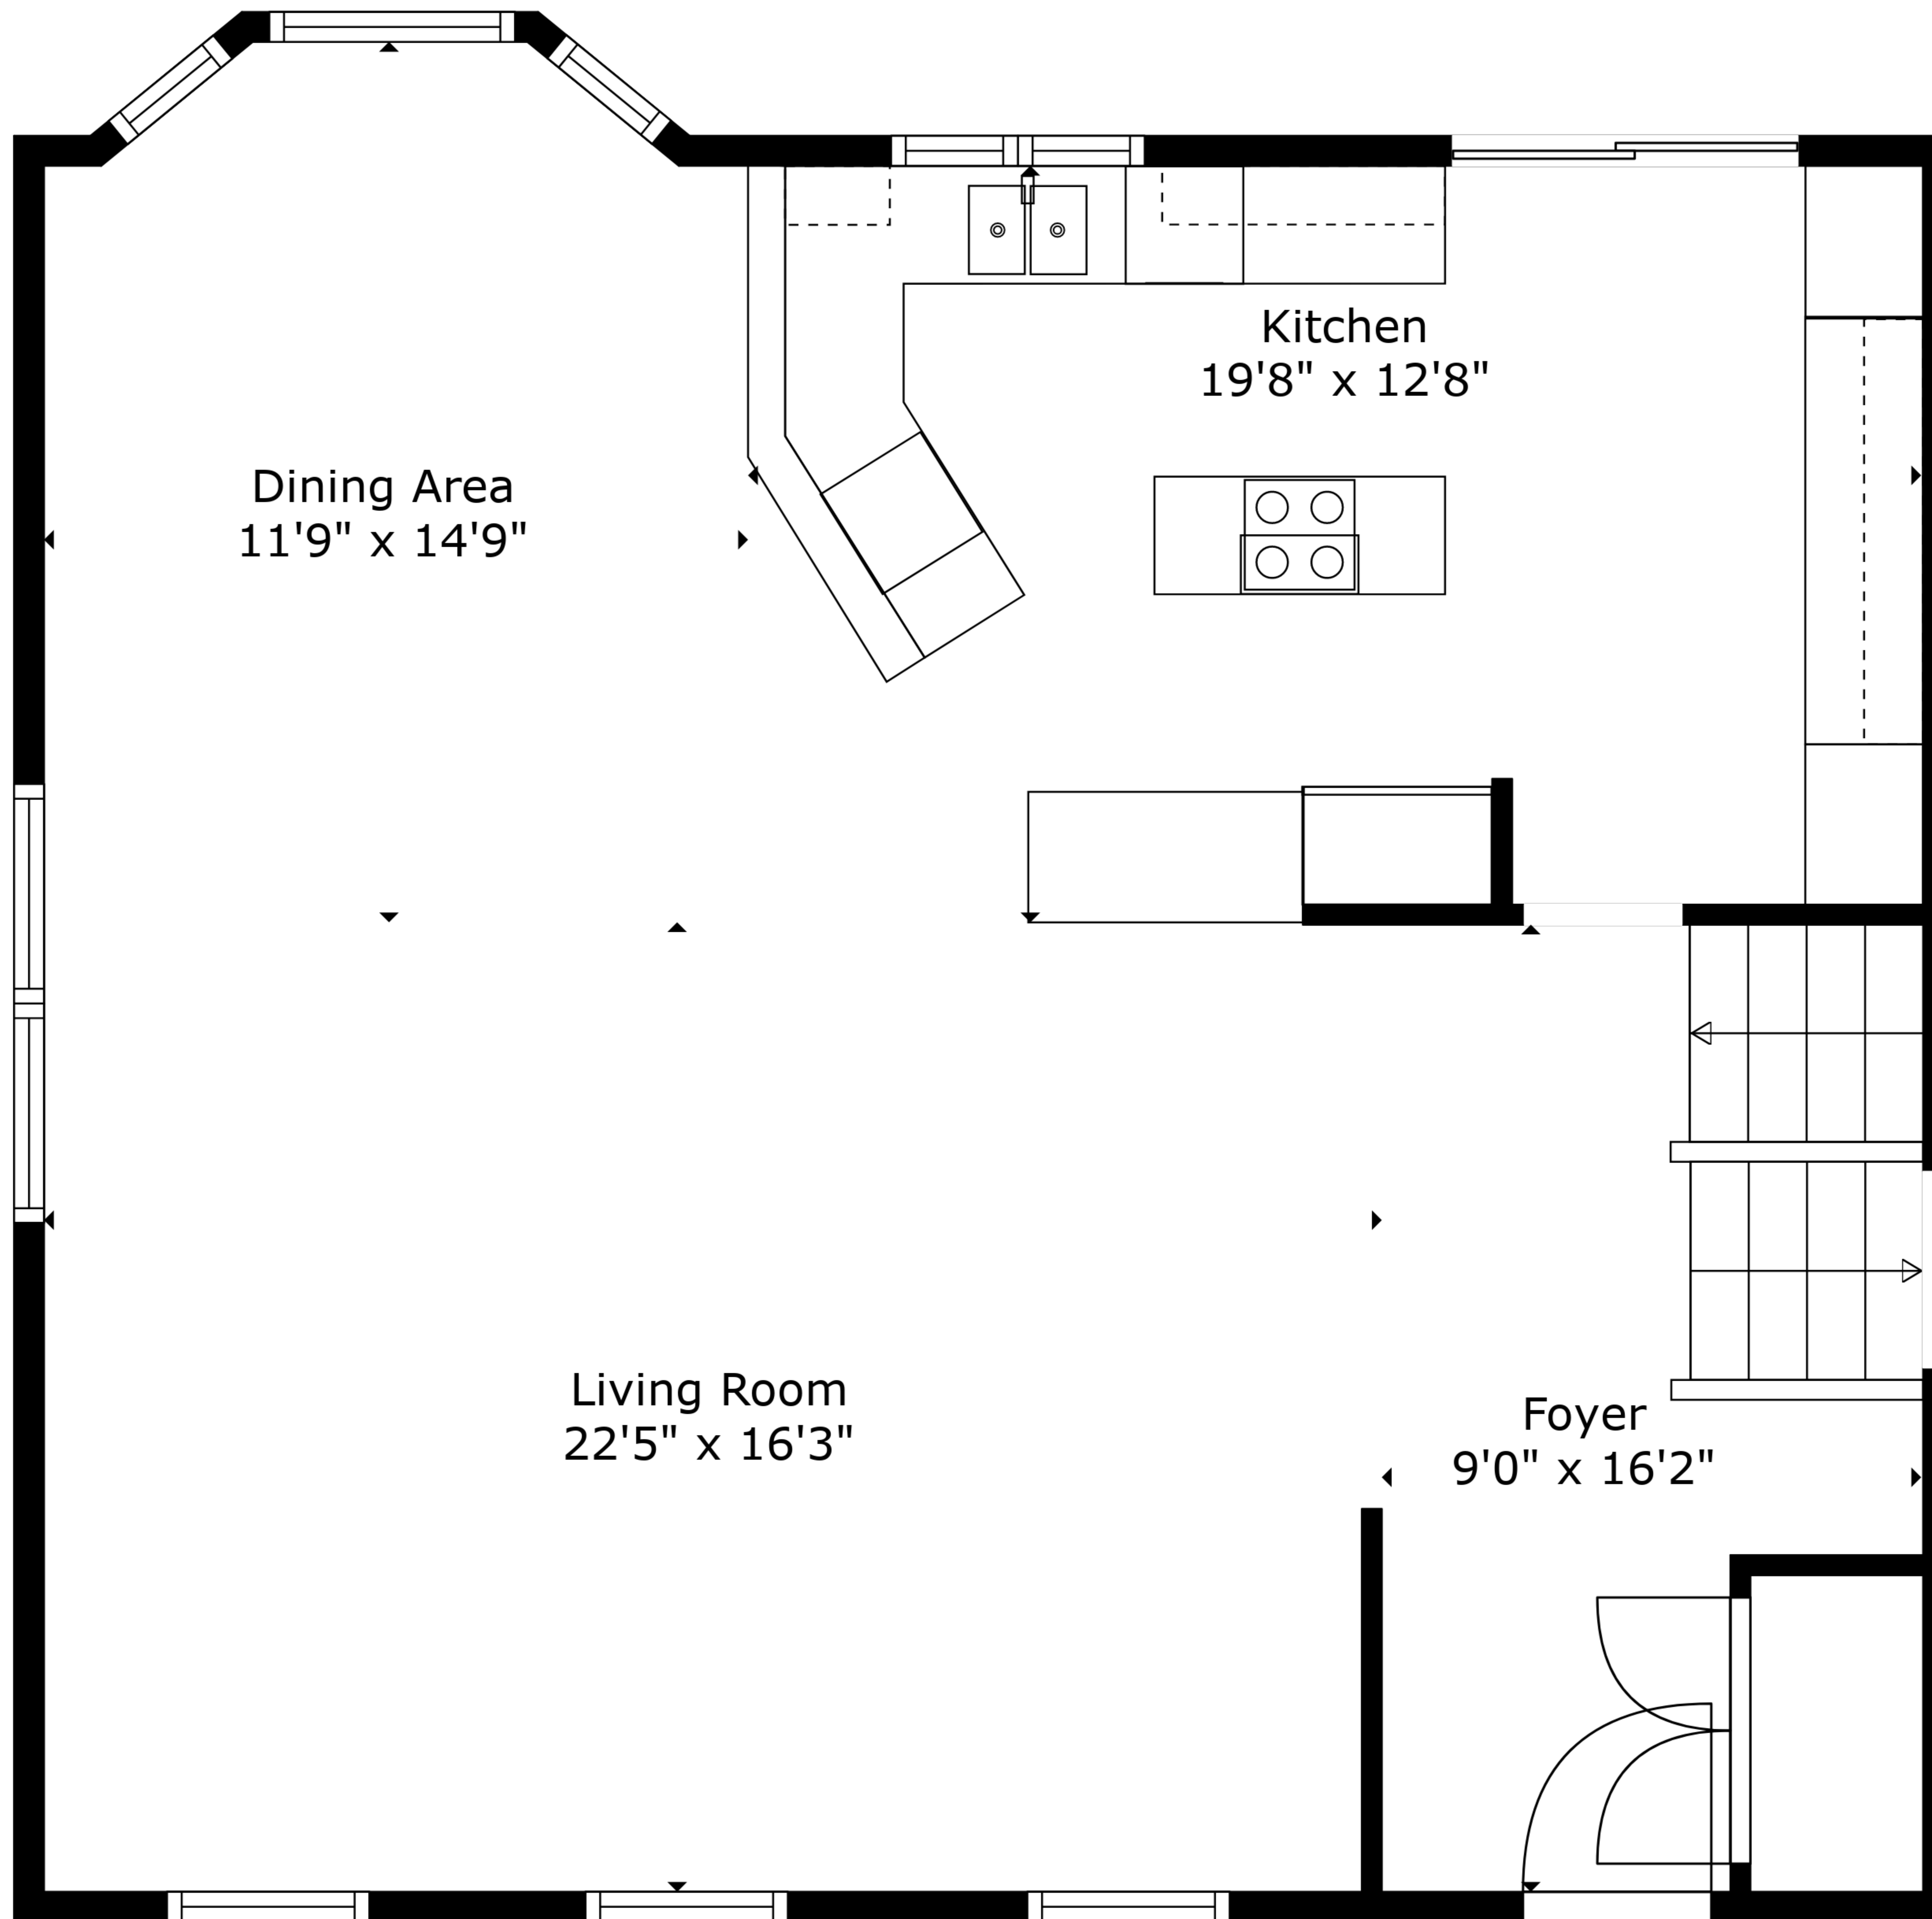 Kitchen
19'8" x 12'8"
Dining Area
11'9" x 14'9"
Living Room
22'5" x 16'3"
Foyer
9'0" x 16'2"